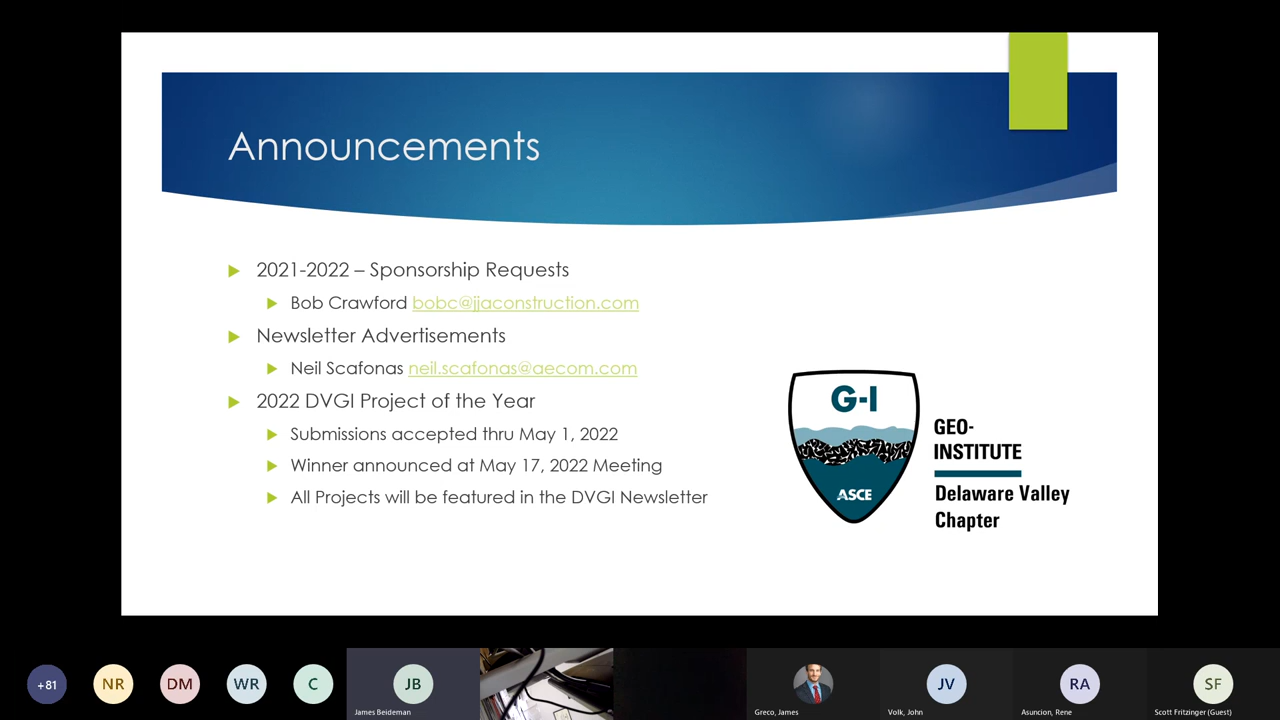 Announcements
2021-2022 – Sponsorship Requests
Bob Crawford bobc@jjaconstruction.com
Newsletter Advertisements
Neil Scafonas neil.scafonas@aecom.com
2022 DVGI Project of the Year
Submissions accepted thru May 1, 2022
Winner announced at May 17, 2022 Meeting
All Projects will be featured in the DVGI Newsletter
G-I
ASCE
GEO-
INSTITUTE
Delaware Valley
Chapter
+81
NR
DM
WR
C
JB
James Beideman
Greco, James
JV
Volk, John
RA
Asuncion, Rene
SF
Scott Fritzinger (Guest)